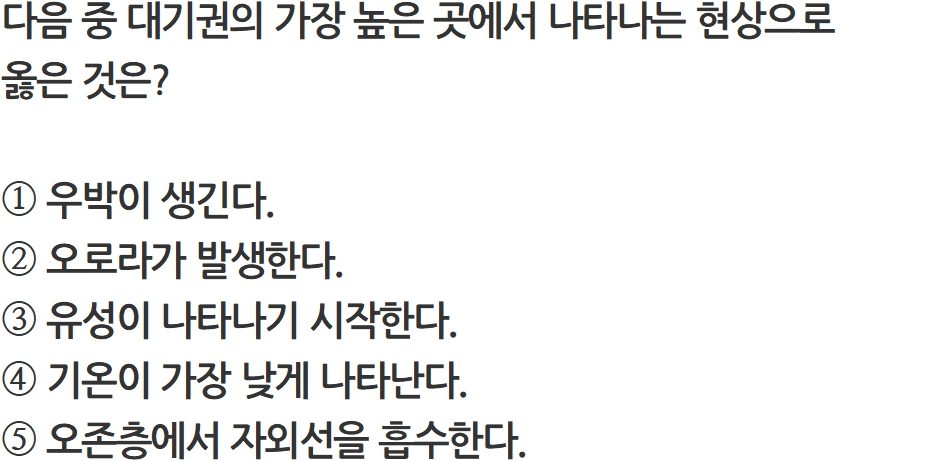 다음 중 대기권의 가장 높은 곳에서 나타나는 현상으로
옳은 것은?
① 우박이 생긴다.
② 오로라가 발생한다.
③ 유성이 나타나기 시작한다.
④ 기온이 가장 낮게 나타난다.
⑤ 오존층에서 자외선을 흡수한다.